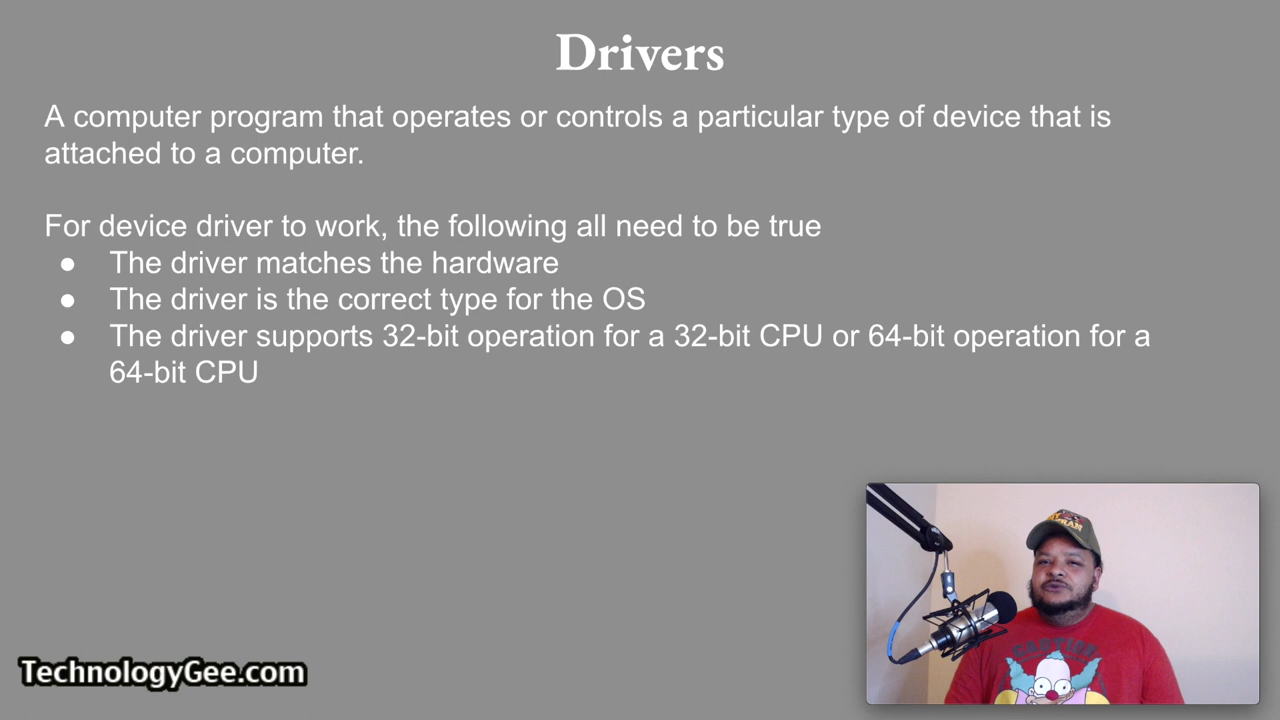 Drivers
A computer program that operates or controls a particular type of device that is
attached to a computer.
For device driver to work, the following all need to be true
● The driver matches the hardware
● The driver is the correct type for the OS
● The driver supports 32-bit operation for a 32-bit CPU or 64-bit operation for a
64-bit CPU
CAUTION
TechnologyGee.com